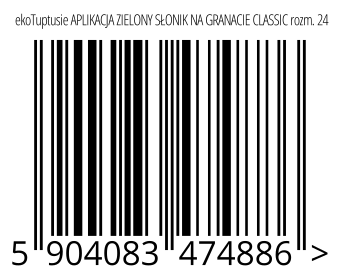 ekoTuptusie APLIKACJA ZIELONY SŁONIK NA GRANACIE CLASSIC rozm. 24
5 904083 474886 >